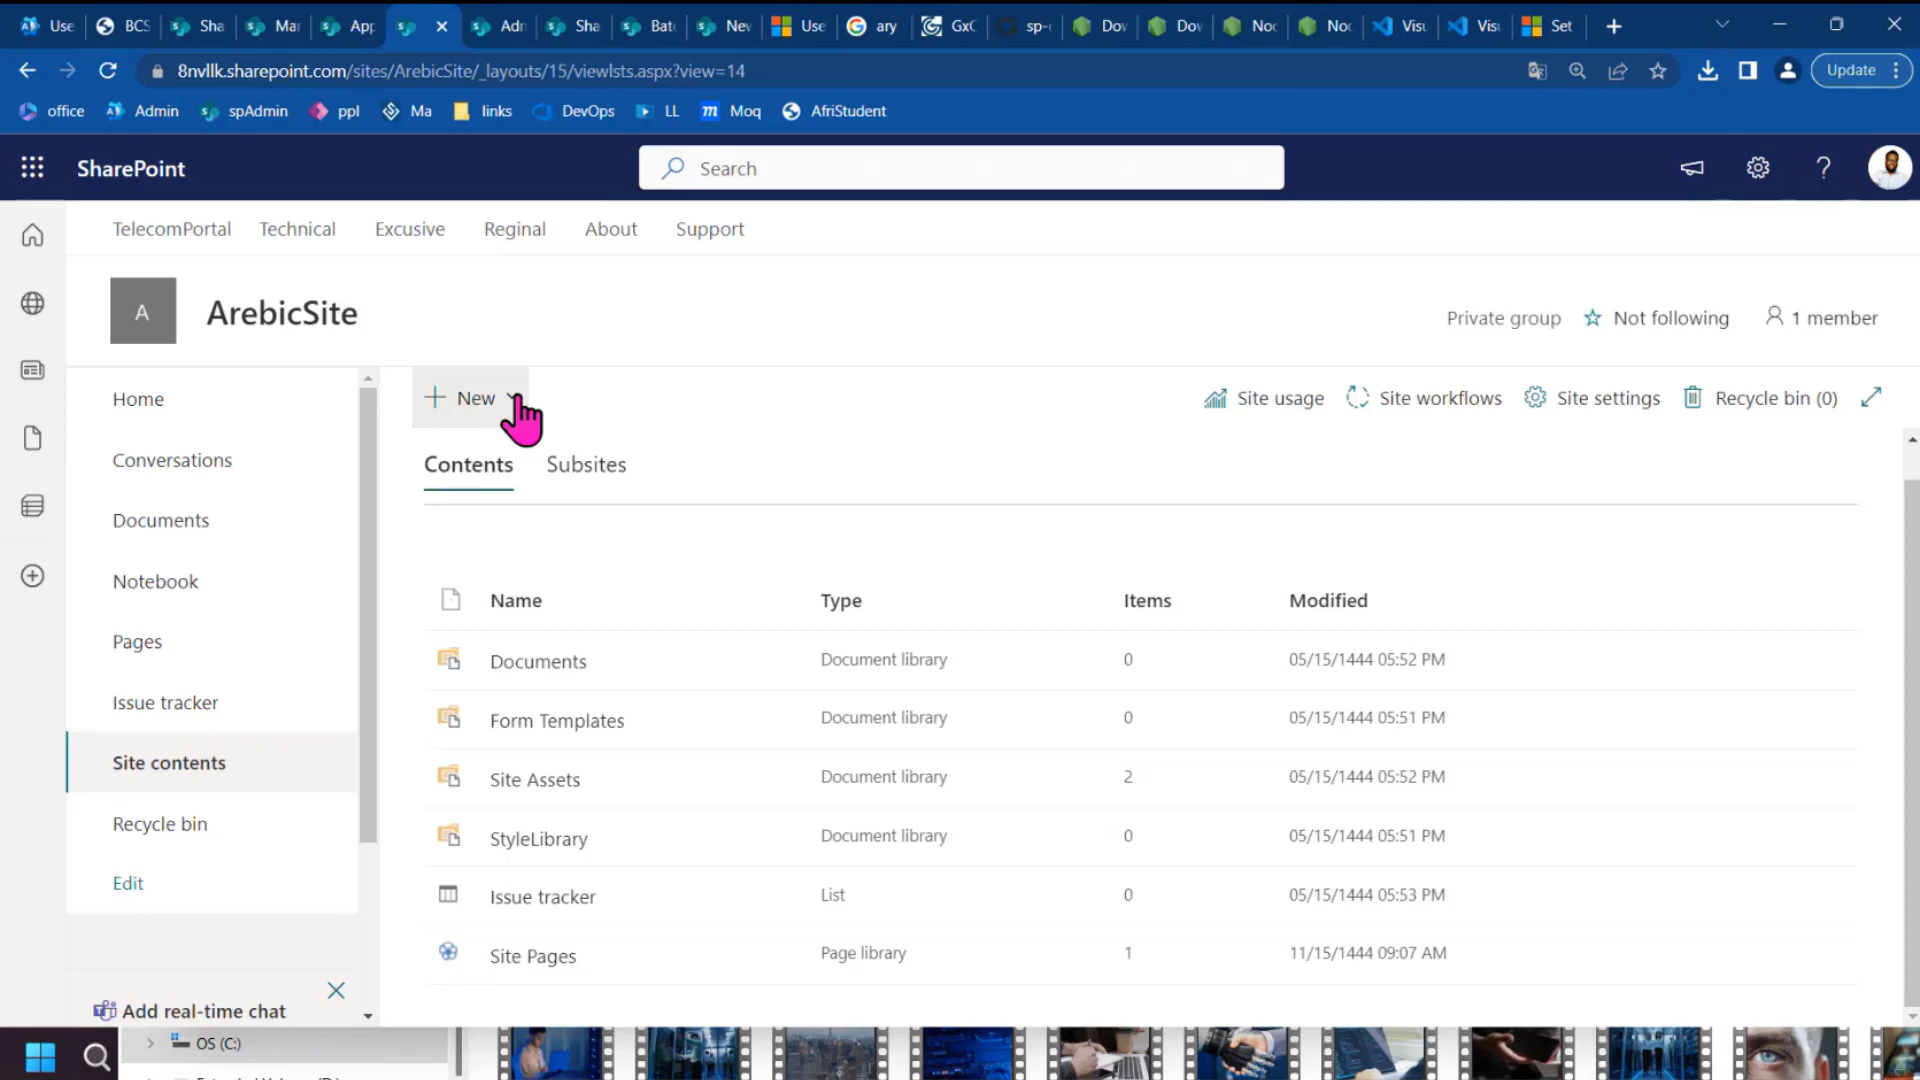 Use BCS Sha Mar App Adn Sha Bat Nev Use ary GxC sp- Dov Dov Noc Noc Visu Visu Set
8nvllk.sharepoint.com/sites/ArebicSite/_layouts/15/viewlsts.aspx?view=14 Update
office Admin spAdmin ppl Ma links DevOps LL Moq AfriStudent
SharePoint Search
TelecomPortal Technical Excusive Reginal About Support
A ArebicSite Private group Not following 1 member
Home
Conversations
Documents
Notebook
Pages
Issue tracker
Site contents
Recycle bin
Edit
Add real-time chat
New Site usage Site workflows Site settings Recycle bin (0)
Contents Subsites
Name Type Items Modified
Documents Document library 0 05/15/1444 05:52 PM
Form Templates Document library 0 05/15/1444 05:51 PM
Site Assets Document library 2 05/15/1444 05:52 PM
StyleLibrary Document library 0 05/15/1444 05:51 PM
Issue tracker List 0 05/15/1444 05:53 PM
Site Pages Page library 1 11/15/1444 09:07 AM
OS (C:)